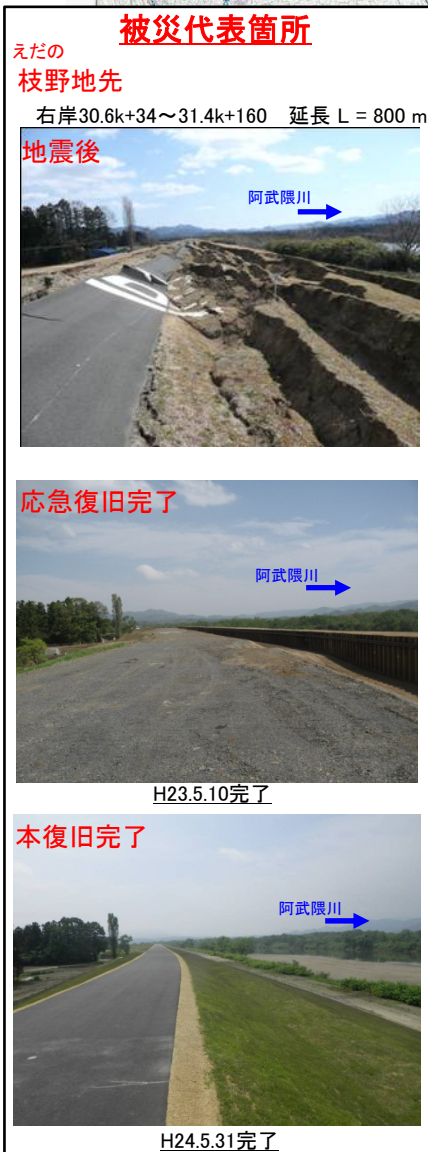 被災代表箇所
えだの
枝野地先
右岸30.6k+34～31.4k+160　延長 L = 800 m
地震後
阿武隈川
応急復旧完了
阿武隈川
H23.5.10完了
本復旧完了
阿武隈川
H24.5.31完了